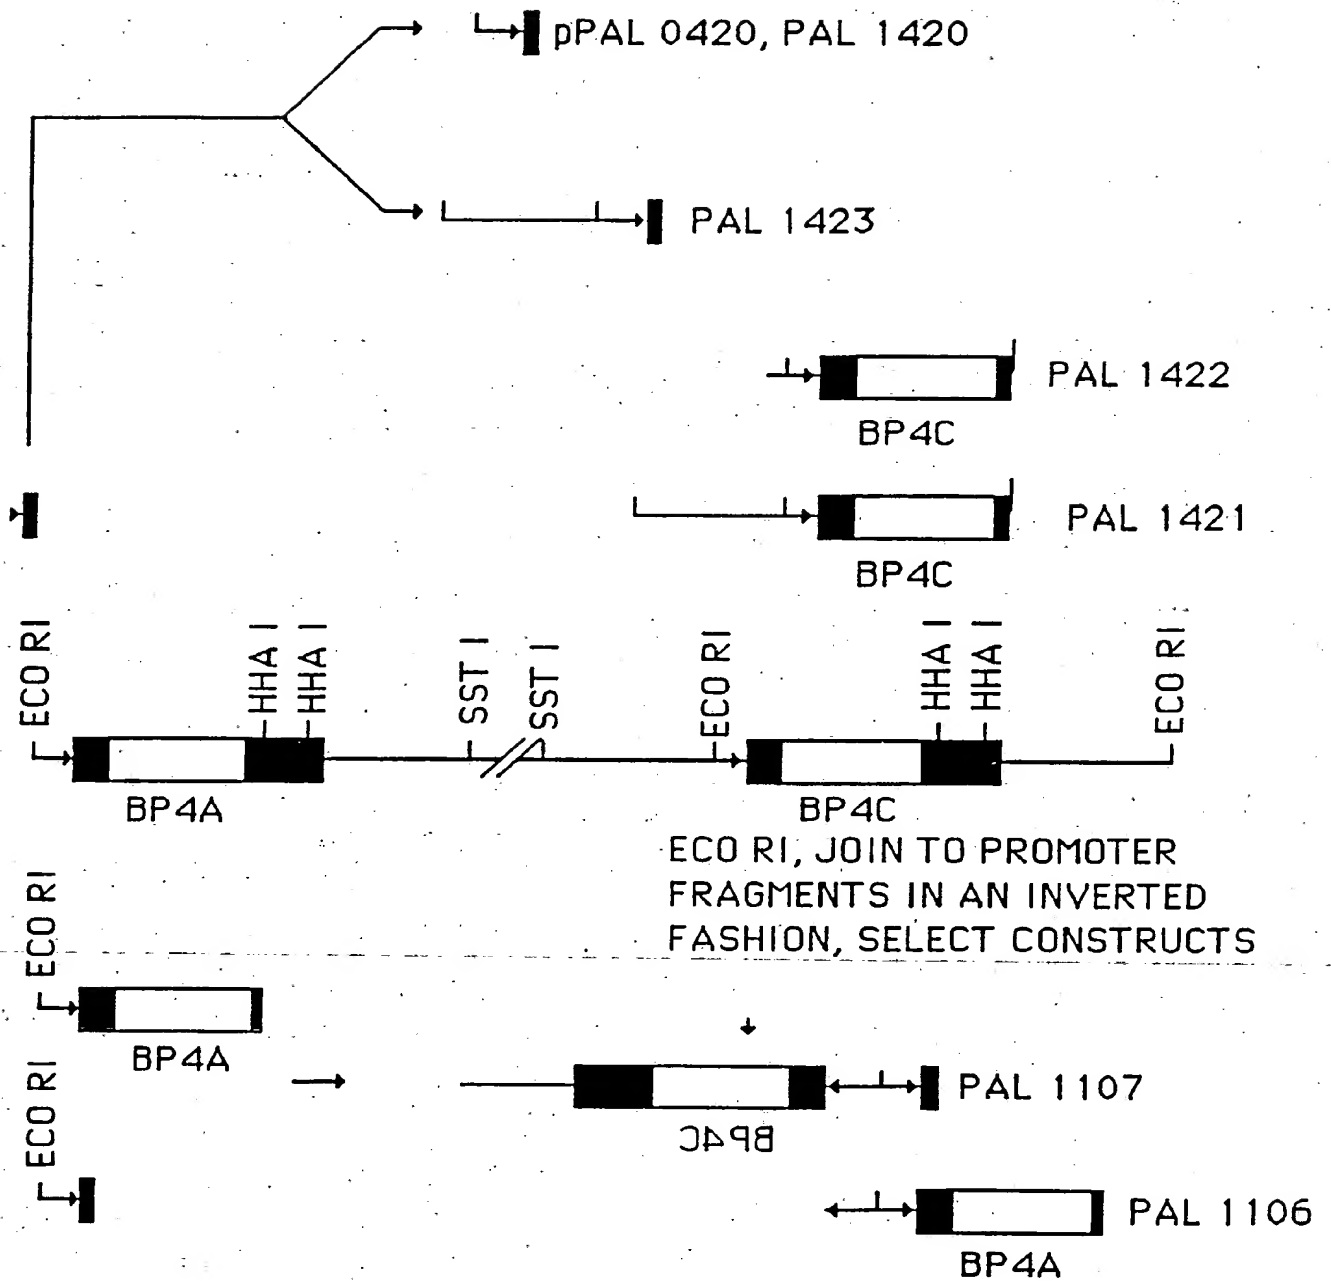 pPAL 0420, PAL 1420
PAL 1423
PAL 1422
BP4C
PAL 1421
BP4C
ECO RI
HHA I
HHA I
SST I
SST I
ECO RI
HHA I
HHA I
ECO RI
BP4A
BP4C
ECO RI, JOIN TO PROMOTER
FRAGMENTS IN AN INVERTED
FASHION, SELECT CONSTRUCTS
ECO RI
BP4A
ECO RI
PAL 1107
BP4C
PAL 1106
BP4A